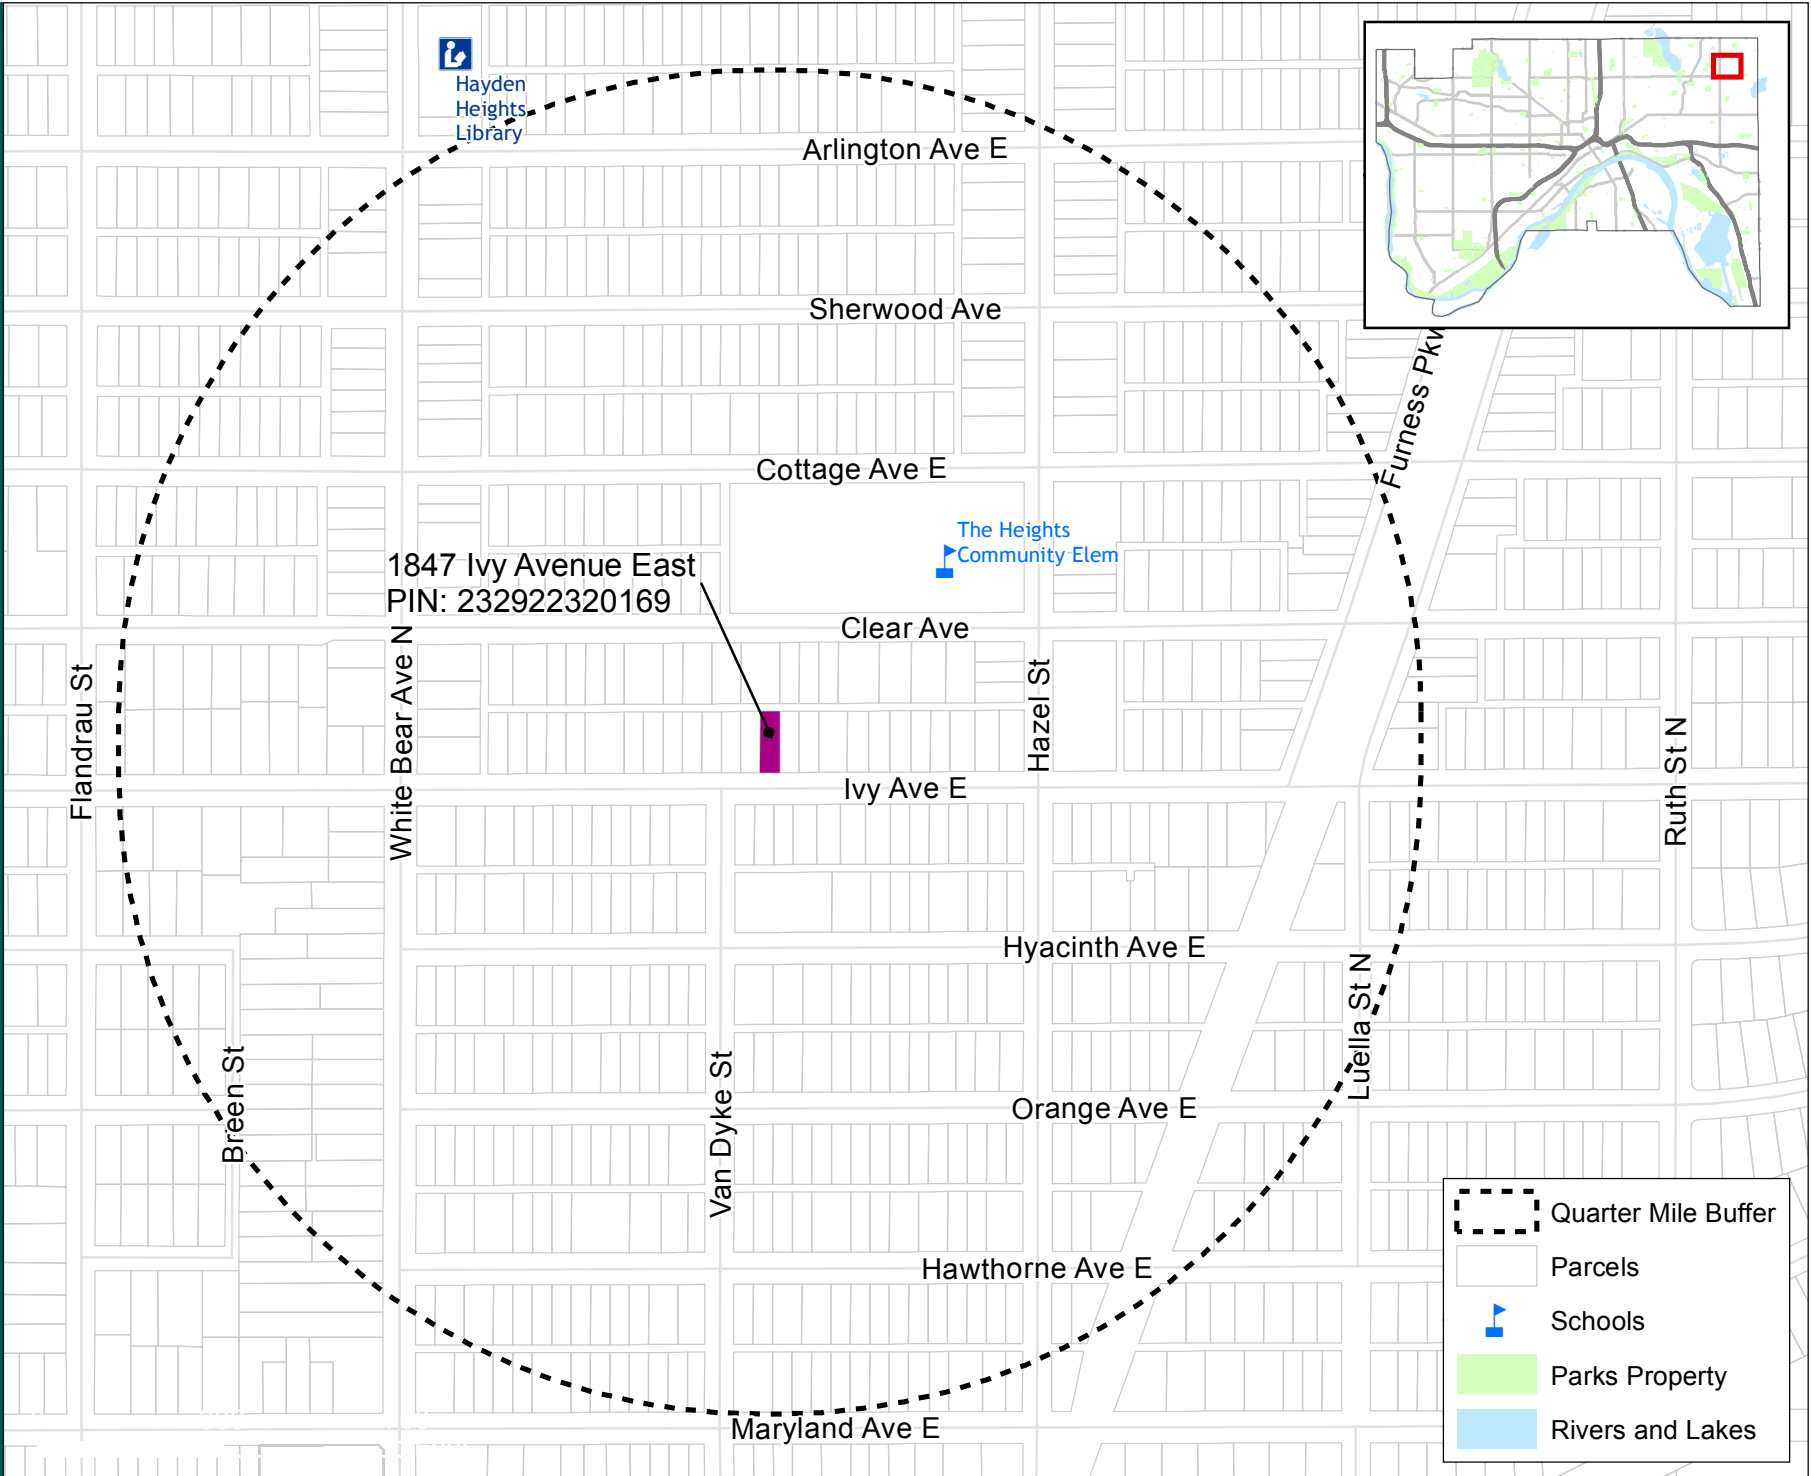 Hayden
Heights
Library
Arlington Ave E
Sherwood Ave
Furness Pkw
Cottage Ave E
The Heights
Community Elem
1847 Ivy Avenue East
PIN: 232922320169
Clear Ave
Flandrau St
White Bear Ave N
Hazel St
Ruth St N
Ivy Ave E
Hyacinth Ave E
Luella St N
Breen St
Van Dyke St
Orange Ave E
Hawthorne Ave E
Maryland Ave E
Quarter Mile Buffer
Parcels
Schools
Parks Property
Rivers and Lakes